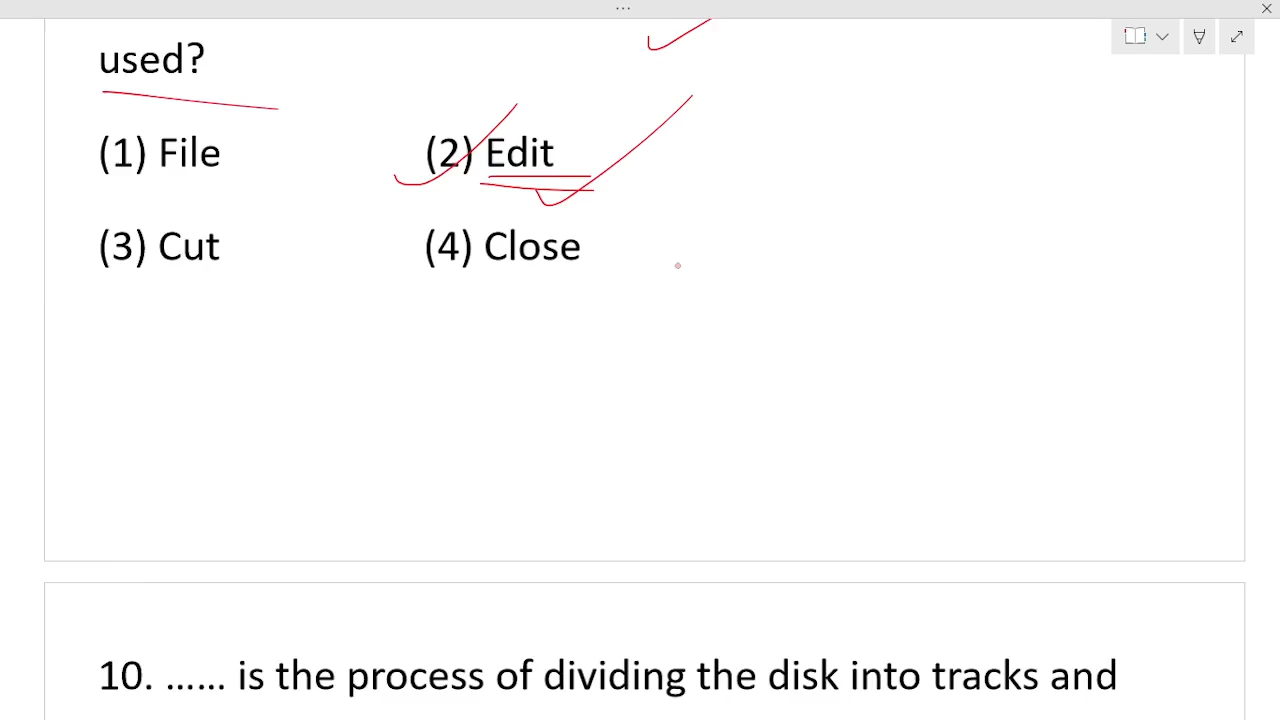 used?
(1) File (2) Edit
(3) Cut (4) Close
10. ...... is the process of dividing the disk into tracks and